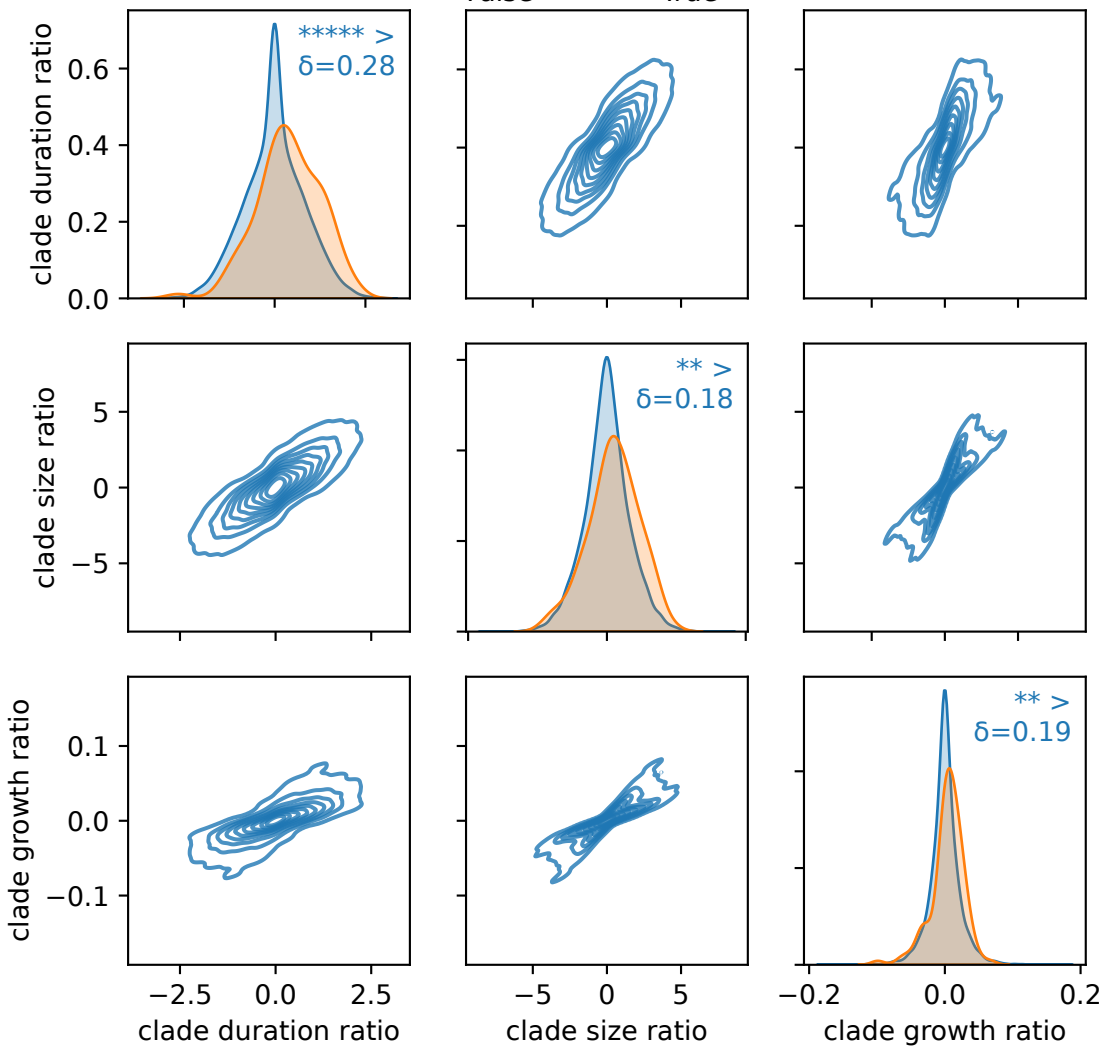 clade duration ratio
0.6
0.4
0.2
0.0
***** >
δ=0.28
clade size ratio
5
0
−5
** >
δ=0.18
clade growth ratio
0.1
0.0
−0.1
** >
δ=0.19
−2.5 0.0 2.5
−5 0 5
−0.2 0.0 0.2
clade duration ratio
clade size ratio
clade growth ratio